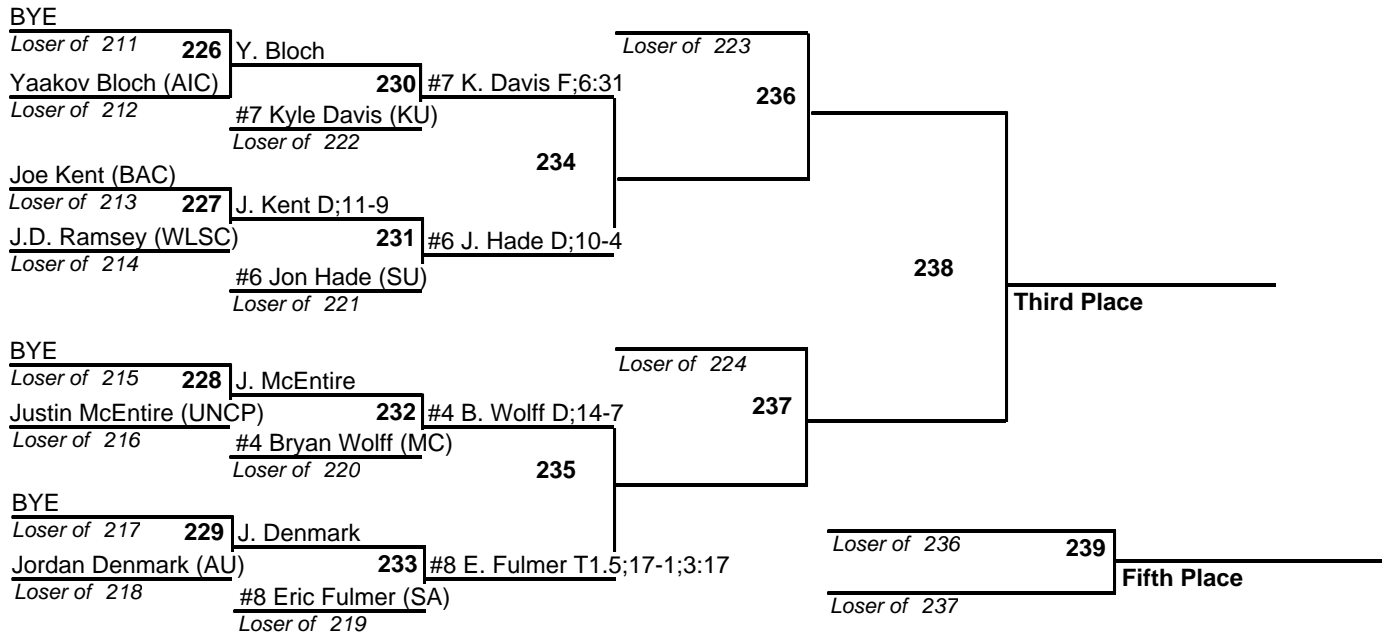 BYE
Loser of 211
226
Y. Bloch
Yaakov Bloch (AIC)
Loser of 212
230
#7 K. Davis F;6:31
#7 Kyle Davis (KU)
Loser of 222
Loser of 223
236
234
Joe Kent (BAC)
Loser of 213
227
J. Kent D;11-9
J.D. Ramsey (WLSC)
Loser of 214
231
#6 J. Hade D;10-4
#6 Jon Hade (SU)
Loser of 221
238
Third Place
BYE
Loser of 215
228
J. McEntire
Justin McEntire (UNCP)
Loser of 216
232
#4 B. Wolff D;14-7
#4 Bryan Wolff (MC)
Loser of 220
Loser of 224
237
235
BYE
Loser of 217
229
J. Denmark
Jordan Denmark (AU)
Loser of 218
233
#8 E. Fulmer T1.5;17-1;3:17
#8 Eric Fulmer (SA)
Loser of 219
Loser of 236
239
Fifth Place
Loser of 237